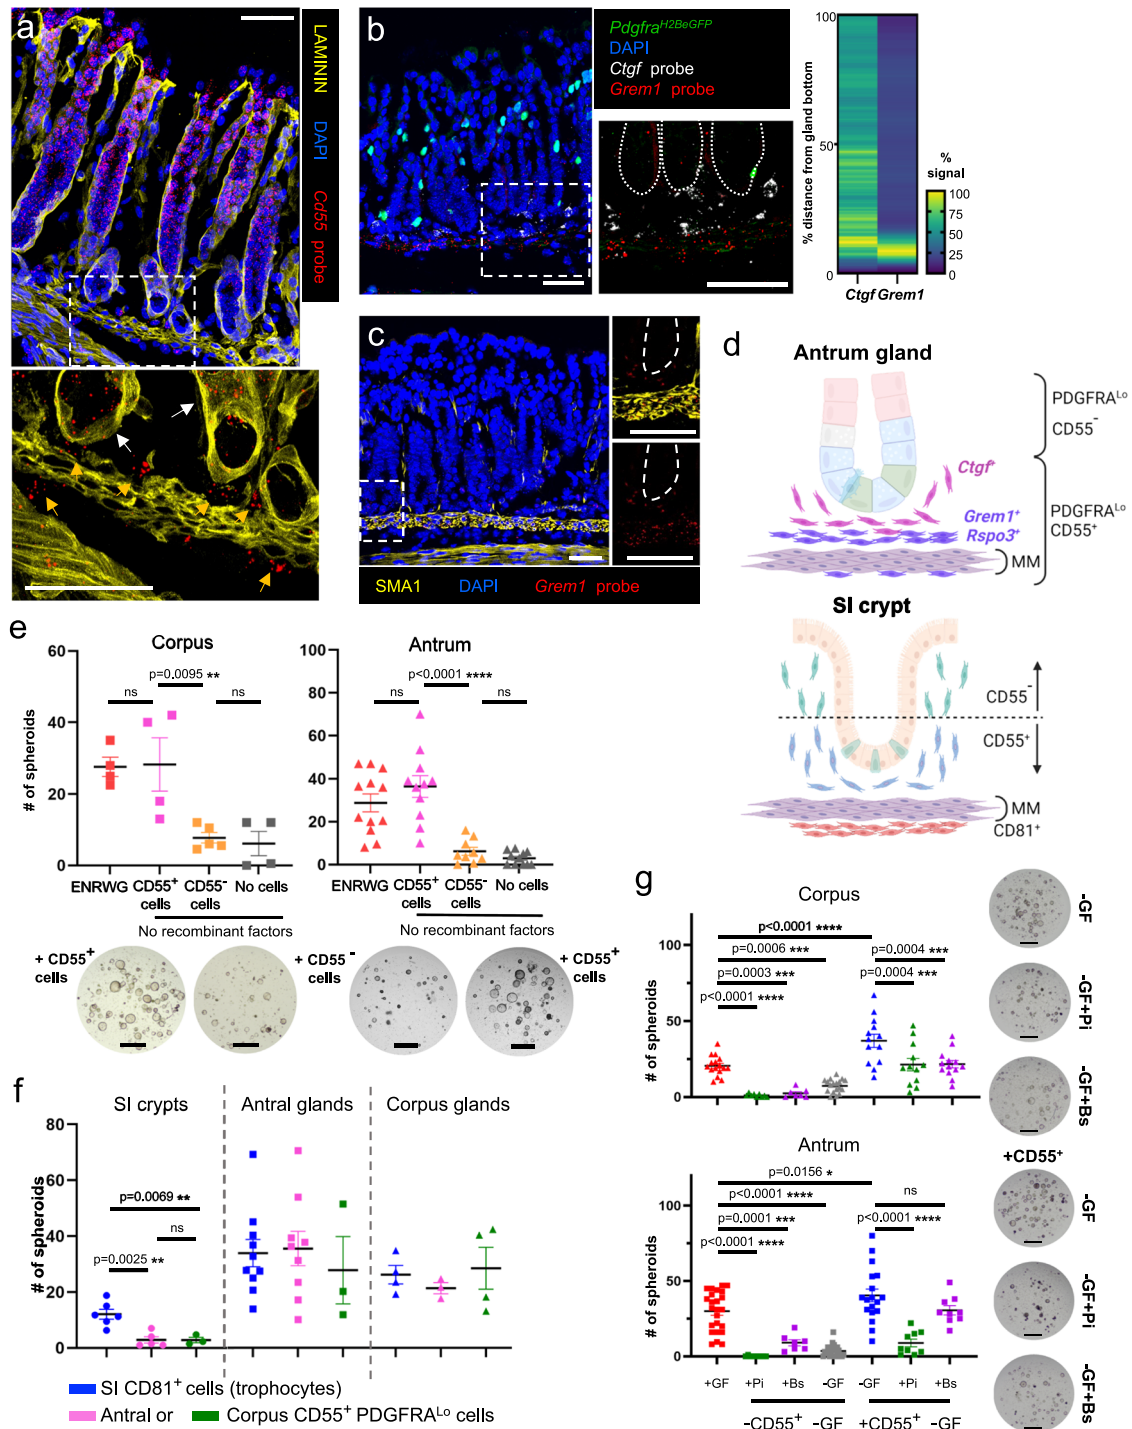 a
LAMININ DAPI Cd55 probe
b
Pdgfra^H2BeGFP
DAPI
Ctgf probe
Grem1 probe
% distance from gland bottom
100
50
0
Ctgf Grem1
%
signal
100
75
50
25
0
c
SMA1 DAPI Grem1 probe
d
Antrum gland
PDGFRA^Lo
CD55^-
Ctgf^+
Grem1^+
Rspo3^+
PDGFRA^Lo
CD55^+
MM
SI crypt
CD55^-
CD55^+
MM
CD81^+
e
Corpus
# of spheroids
60
40
20
0
p=0.0095 **
ns
ns
ENRWG
CD55^+
cells
CD55^-
cells
No cells
No recombinant factors
Antrum
100
80
60
40
20
0
p<0.0001 ****
ns
ns
ENRWG
CD55^+
cells
CD55^-
cells
No cells
No recombinant factors
+ CD55^+
cells
+ CD55^-
cells
+ CD55^+
cells
f
SI crypts
Antral glands
Corpus glands
# of spheroids
80
60
40
20
0
p=0.0069 **
ns
p=0.0025 **
SI CD81^+ cells (trophocytes)
Antral or
Corpus CD55^+ PDGFRA^Lo cells
g
Corpus
# of spheroids
100
50
0
p<0.0001 ****
p=0.0006 ***
p=0.0004 ***
p=0.0003 ***
p=0.0004 ***
p<0.0001 ****
-GF
-GF+Pi
-GF+Bs
Antrum
# of spheroids
100
50
0
p=0.0156 *
p<0.0001 ****
ns
p=0.0001 ***
p<0.0001 ****
p<0.0001 ****
+GF
+Pi
+Bs
-GF
-GF
+Pi
+Bs
-CD55^+
-GF
+CD55^+
-GF
+CD55^+
-GF
-GF+Pi
-GF+Bs